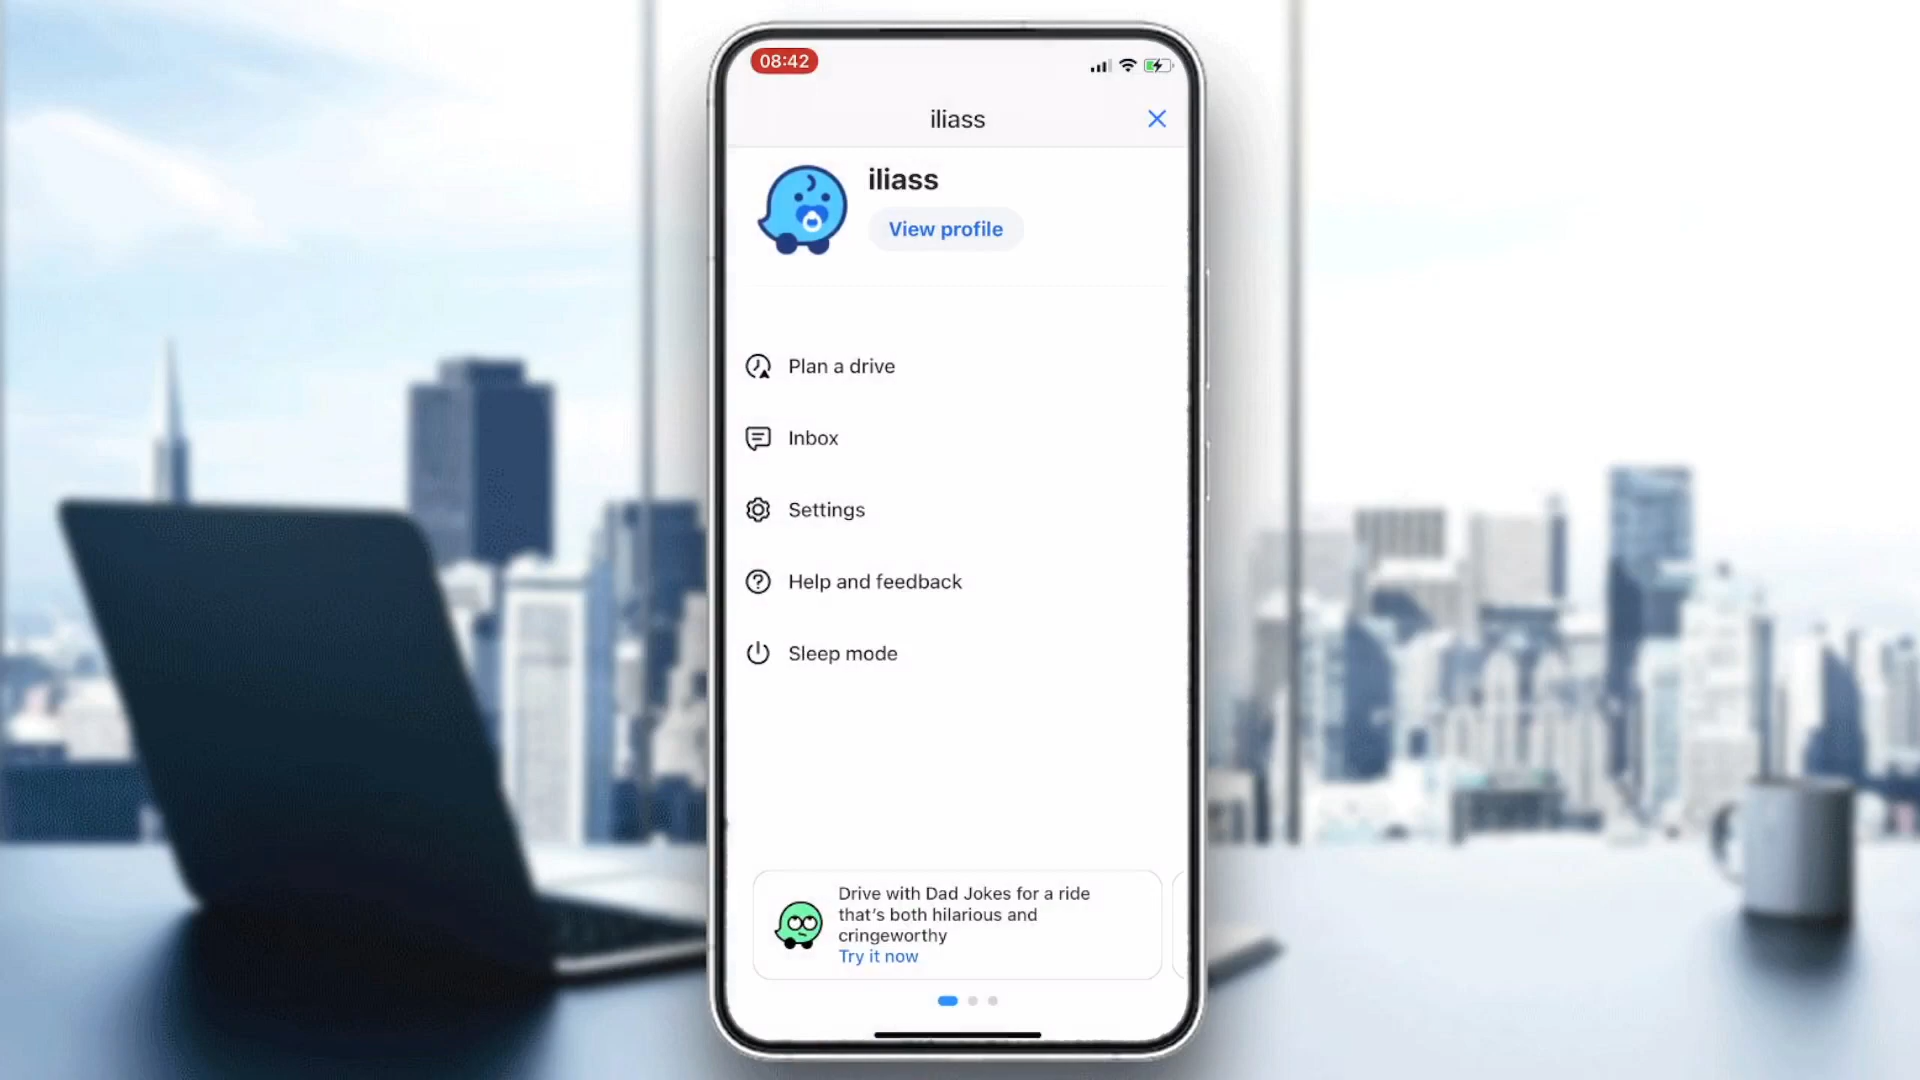 08:42
iliass
iliass
View profile
Plan a drive
Inbox
Settings
Help and feedback
Sleep mode
Drive with Dad Jokes for a ride
that's both hilarious and
cringeworthy
Try it now